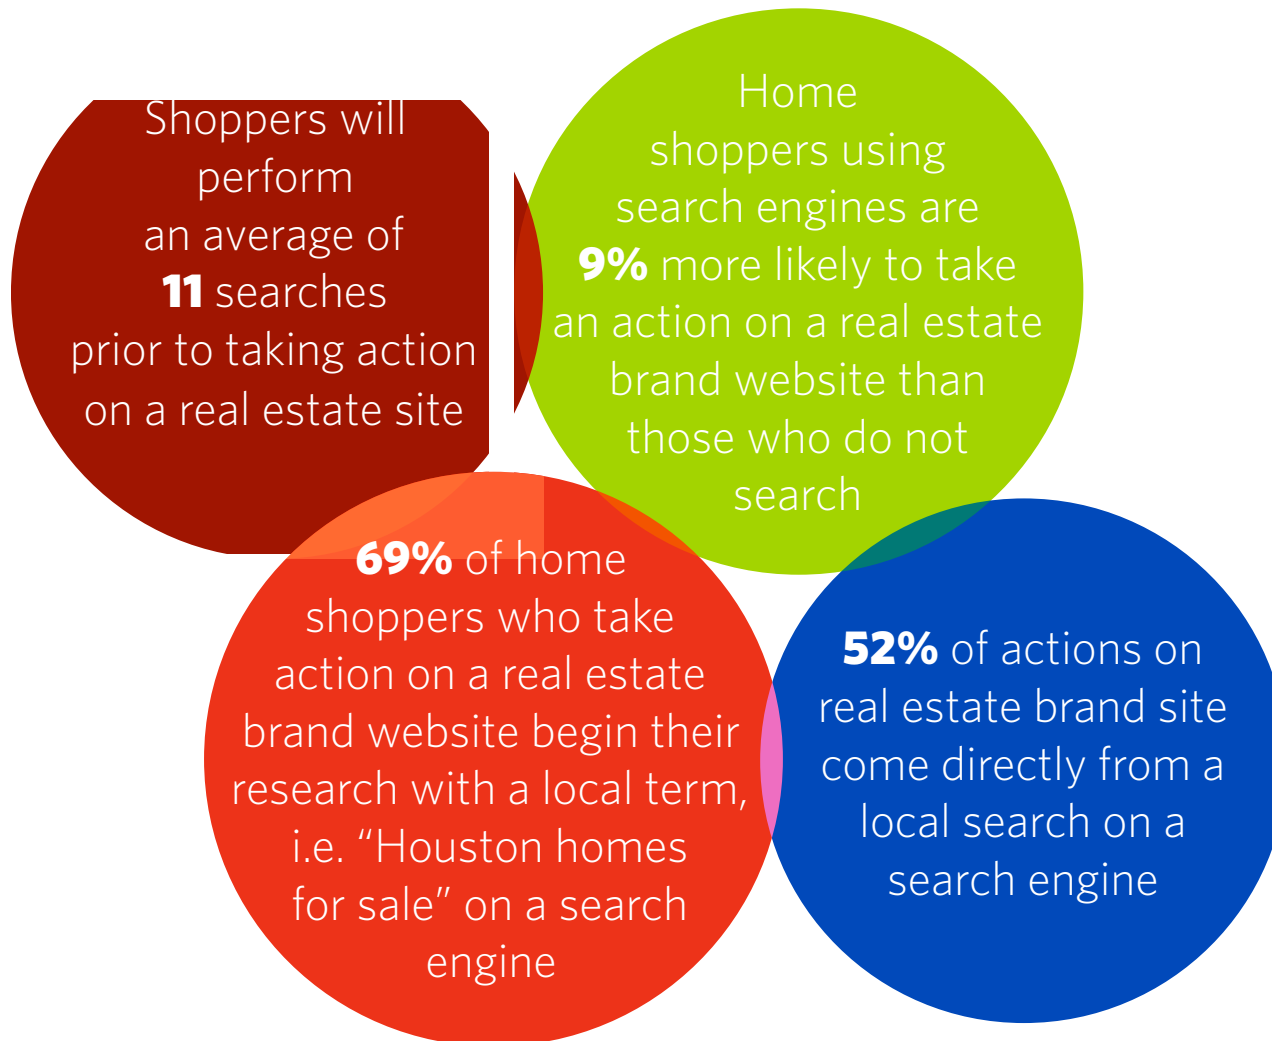 Shoppers will
perform
an average of
11 searches
prior to taking action
on a real estate site
Home
shoppers using
search engines are
9% more likely to take
an action on a real estate
brand website than
those who do not
search
69% of home
shoppers who take
action on a real estate
brand website begin their
research with a local term,
i.e. “Houston homes
for sale” on a search
engine
52% of actions on
real estate brand site
come directly from a
local search on a
search engine